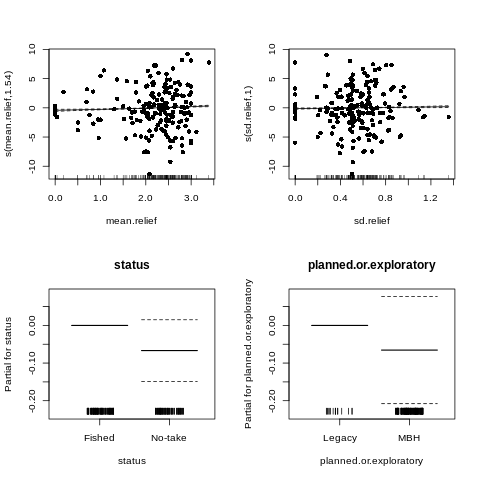 10
5
0
-5
-10
s(mean.relief,1.54)
0.0 1.0 2.0 3.0
mean.relief
10
5
0
-5
-10
s(sd.relief,1)
0.0 0.4 0.8 1.2
sd.relief
status
0.00
-0.10
-0.20
Partial for status
Fished No-take
status
planned.or.exploratory
0.00
-0.10
-0.20
Partial for planned.or.exploratory
Legacy MBH
planned.or.exploratory